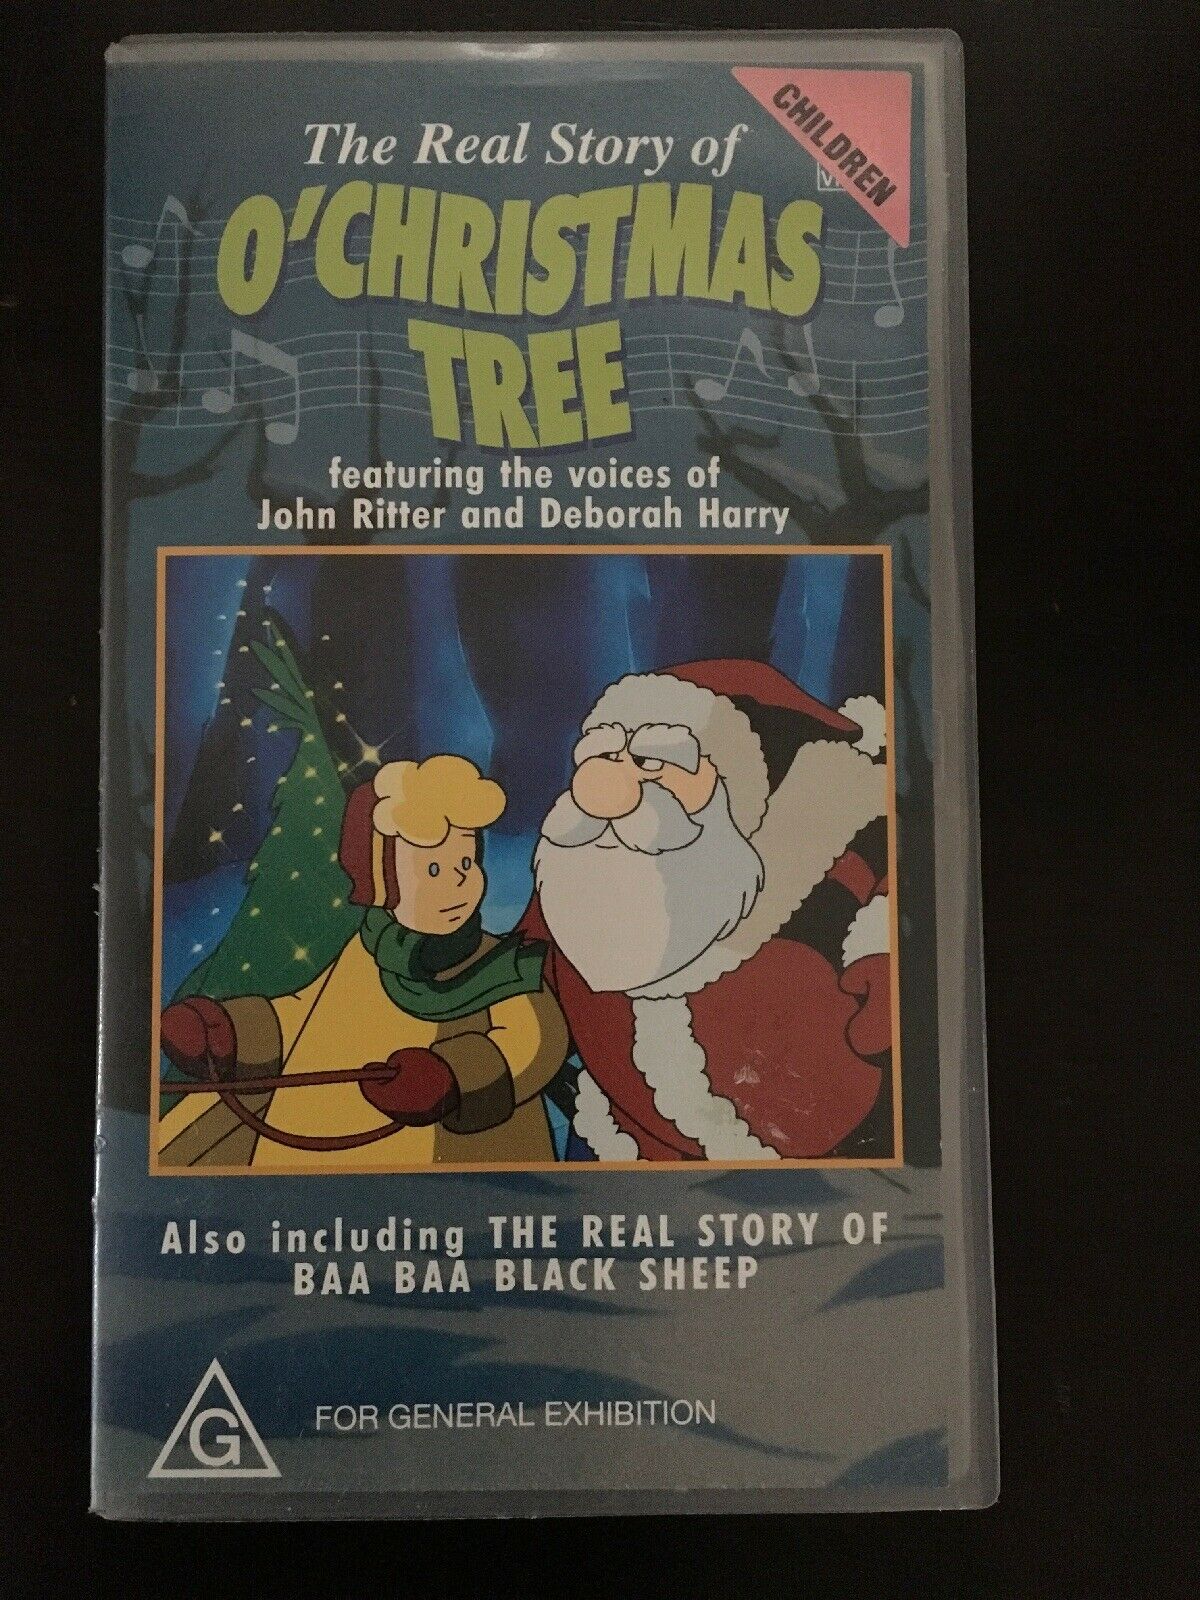 CHILDREN
The Real Story of
O'CHRISTMAS
TREE
featuring the voices of
John Ritter and Deborah Harry
Also including THE REAL STORY OF
BAA BAA BLACK SHEEP
G
FOR GENERAL EXHIBITION